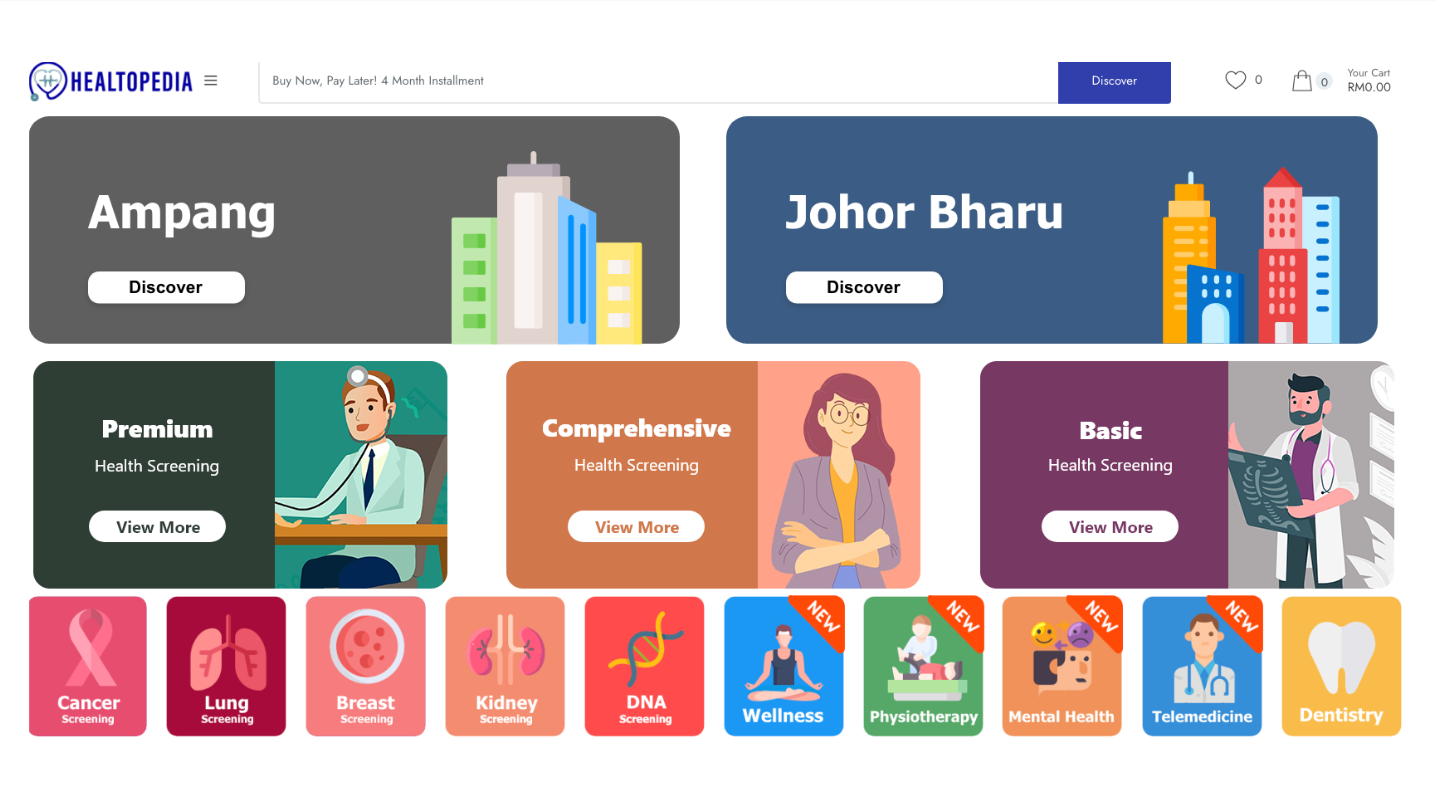 HEALTOPEDIA
Buy Now, Pay Later! 4 Month Installment
Discover
0
0
Your Cart
RM0.00
Ampang
Discover
Johor Bharu
Discover
Premium
Health Screening
View More
Comprehensive
Health Screening
View More
Basic
Health Screening
View More
Cancer
Screening
Lung
Screening
Breast
Screening
Kidney
Screening
DNA
Screening
NEW
Wellness
NEW
Physiotherapy
NEW
Mental Health
NEW
Telemedicine
Dentistry